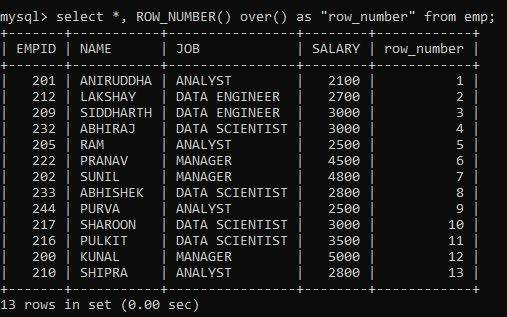 mysql> select *, ROW_NUMBER() over() as "row_number" from emp;
+-------+-----------+----------------+--------+------------+
| EMPID | NAME      | JOB            | SALARY | row_number |
+-------+-----------+----------------+--------+------------+
|   201 | ANIRUDDHA | ANALYST        |   2100 |          1 |
|   212 | LAKSHAY   | DATA ENGINEER  |   2700 |          2 |
|   209 | SIDDHARTH | DATA ENGINEER  |   3000 |          3 |
|   232 | ABHIRAJ   | DATA SCIENTIST |   3000 |          4 |
|   205 | RAM       | ANALYST        |   2500 |          5 |
|   222 | PRANAV    | MANAGER        |   4500 |          6 |
|   202 | SUNIL     | MANAGER        |   4800 |          7 |
|   233 | ABHISHEK  | DATA SCIENTIST |   2800 |          8 |
|   244 | PURVA     | ANALYST        |   2500 |          9 |
|   217 | SHAROON   | DATA SCIENTIST |   3000 |         10 |
|   216 | PULKIT    | DATA SCIENTIST |   3500 |         11 |
|   200 | KUNAL     | MANAGER        |   5000 |         12 |
|   210 | SHIPRA    | ANALYST        |   2800 |         13 |
+-------+-----------+----------------+--------+------------+
13 rows in set (0.00 sec)